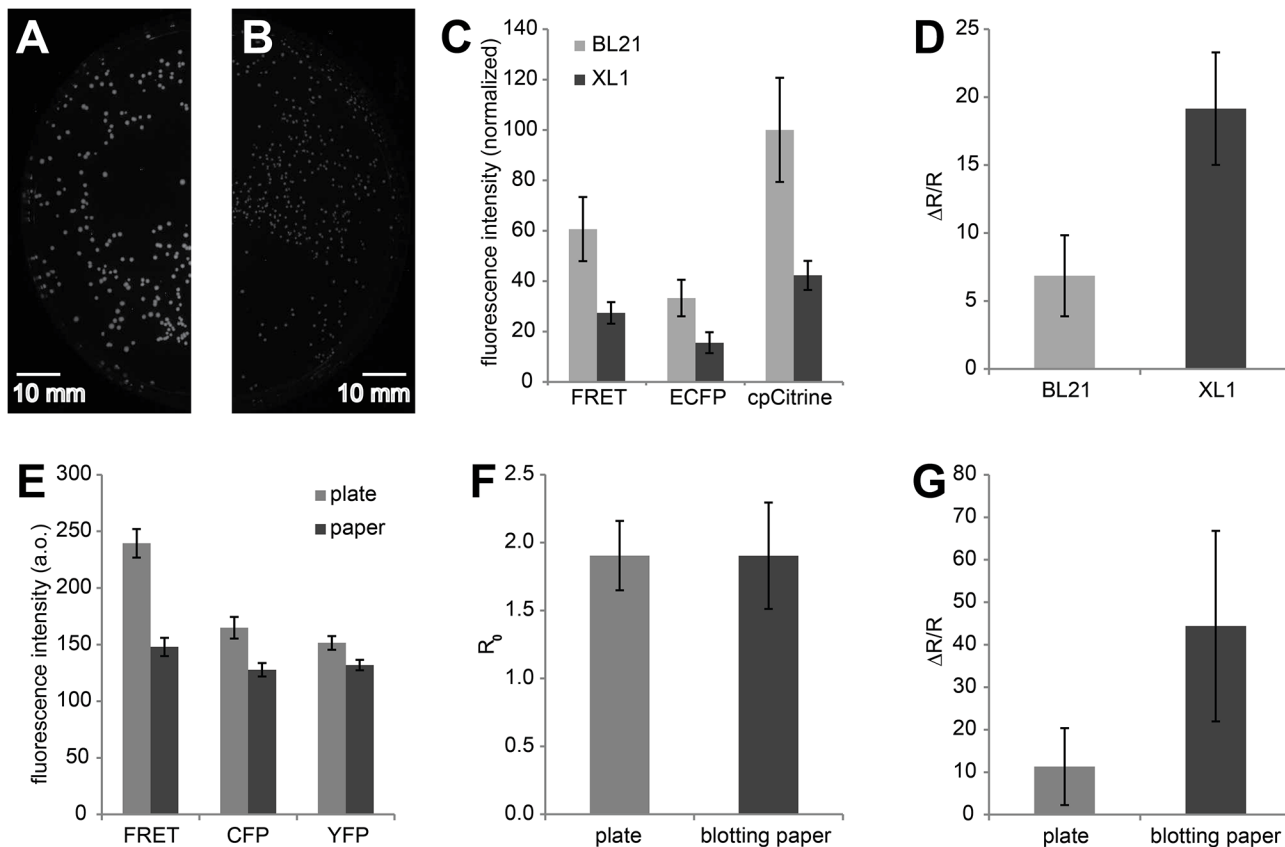 A
10 mm
B
10 mm
C
fluorescence intensity (normalized)
140
120
100
80
60
40
20
0
BL21
XL1
FRET ECFP cpCitrine
D
ΔR/R
25
20
15
10
5
0
BL21 XL1
E
fluorescence intensity (a.o.)
300
250
200
150
100
50
0
plate
paper
FRET CFP YFP
F
R₀
2.5
2.0
1.5
1.0
0.5
0.0
plate blotting paper
G
ΔR/R
80
70
60
50
40
30
20
10
0
plate blotting paper